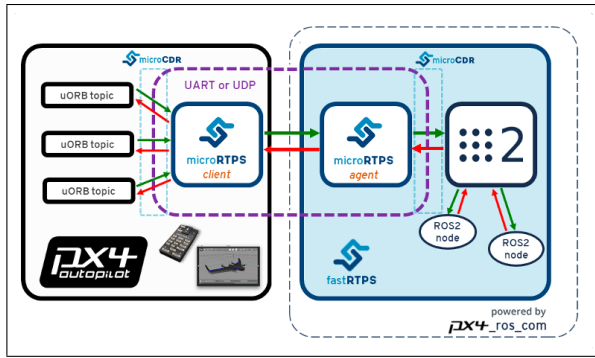 microCDR
microCDR
UART or UDP
uORB topic
uORB topic
uORB topic
microRTPS
client
microRTPS
agent
2
ROS2
node
ROS2
node
px4
autopilot
fastRTPS
powered by
px4_ros_com